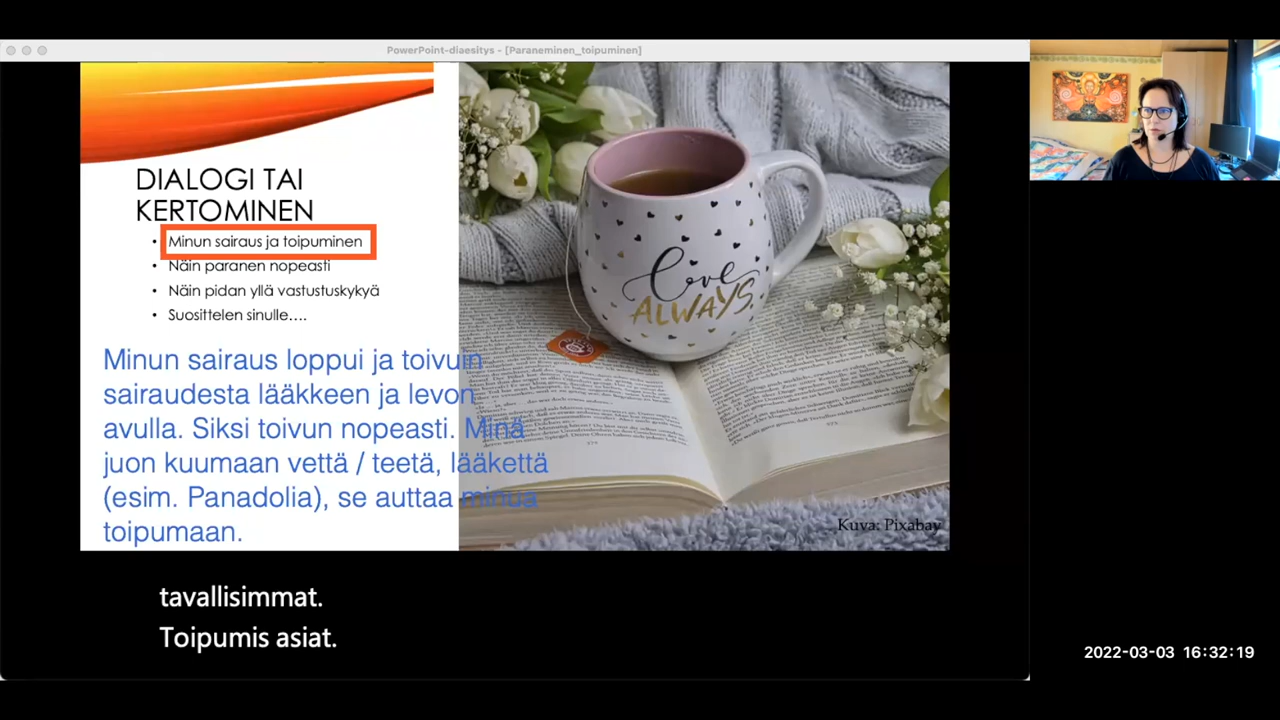 PowerPoint-diaesitys - [Paraneminen_toipuminen]
DIALOGI TAI
KERTOMINEN
• Minun sairaus ja toipuminen
• Näin paranen nopeasti
• Näin pidan yllä vastustuskykyä
• Suosittelen sinulle….
Minun sairaus loppui ja toivuin
sairaudesta lääkkeen ja levon
avulla. Siksi toivun nopeasti. Minä
juon kuumaan vettä / teetä, lääkettä
(esim. Panadolia), se auttaa minua
toipumaan.
Love
ALWAYS
Kuva: Pixabay
tavallisimmat.
Toipumis asiat.
2022-03-03 16:32:19